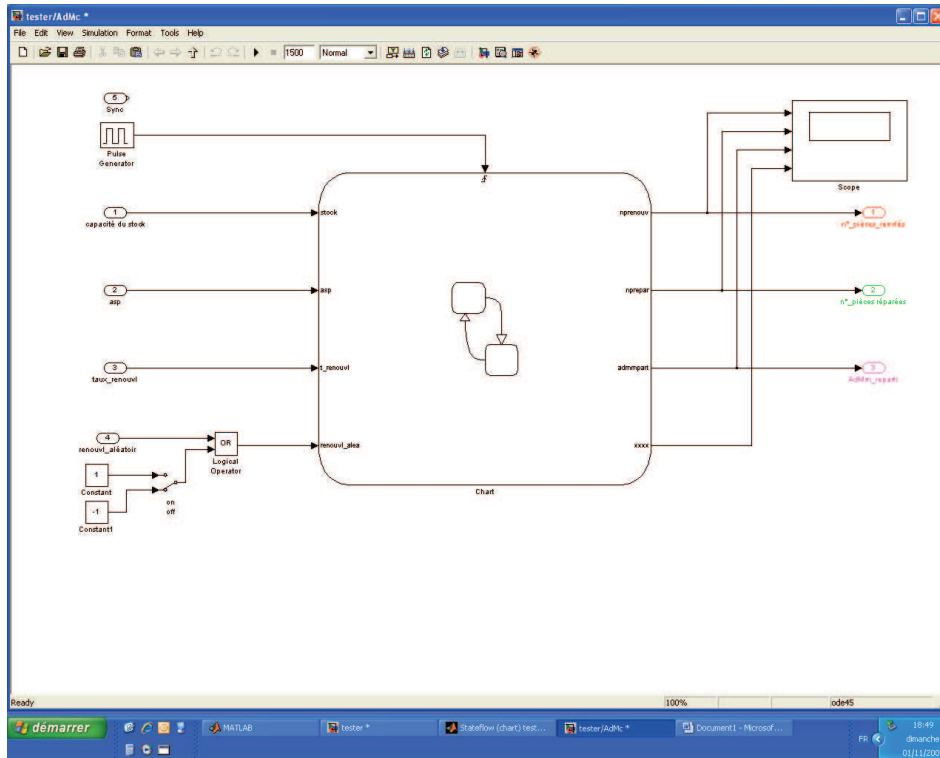 tester/AdMc *
File Edit View Simulation Format Tools Help
1500 Normal
5
Sync
Pulse
Generator
Scope
1
capacité du stock
stock
nprenouv
1
2
asp
asp
nprepar
2
n°_pièces réparées
3
taux_renouvl
t_renouvl
admmpart
3
4
renouvl_aléatoir
OR
Logical
Operator
renouvl_alea
xxxx
1
Constant
on
off
-1
Constant1
Chart
Ready
100%
ode45
démarrer
MATLAB
tester *
Stateflow (chart) test...
tester/AdMc *
Document1 - Microsof...
FR
18:49
dimanche
01/11/200